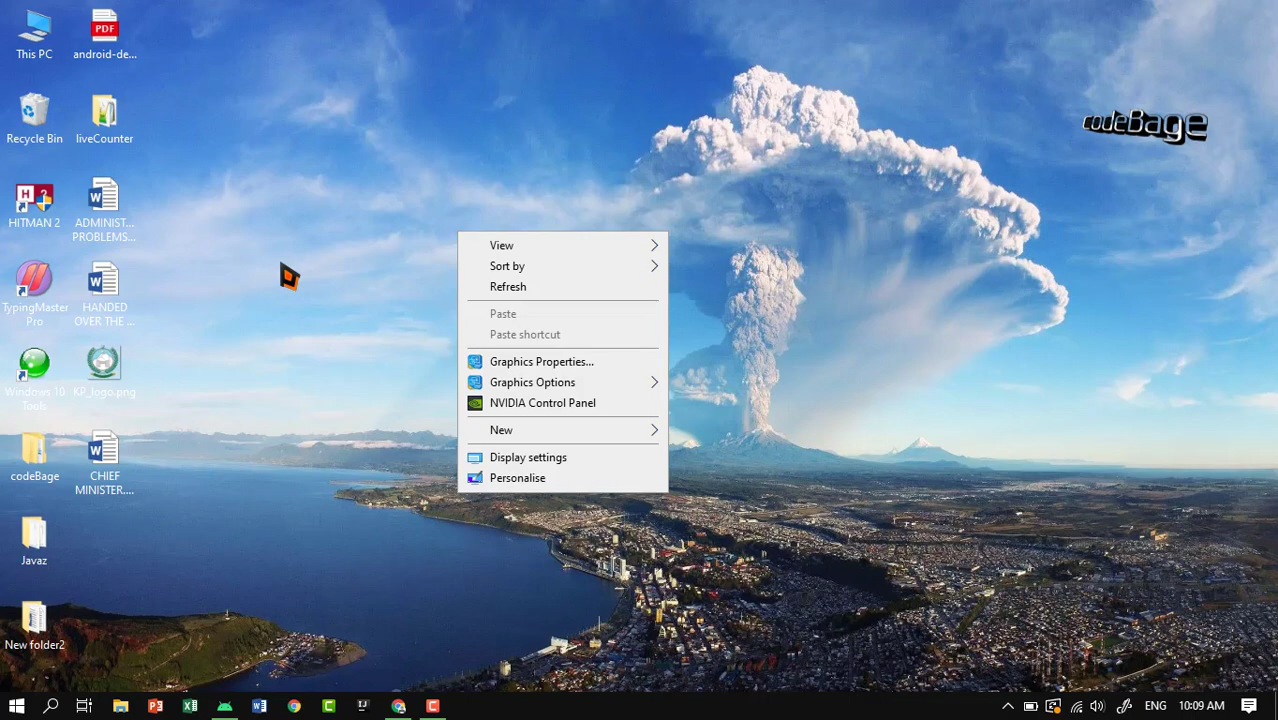 This PC
android-de...
Recycle Bin
liveCounter
HITMAN 2
ADMINIST...
PROBLEMS...
TypingMaster
Pro
HANDED
OVER THE ...
Windows 10
Tools
KP_logo.png
codeBage
CHIEF
MINISTER....
Javaz
New folder2
PDF
codeBage
View
Sort by
Refresh
Paste
Paste shortcut
Graphics Properties...
Graphics Options
NVIDIA Control Panel
New
Display settings
Personalise
ENG
10:09 AM